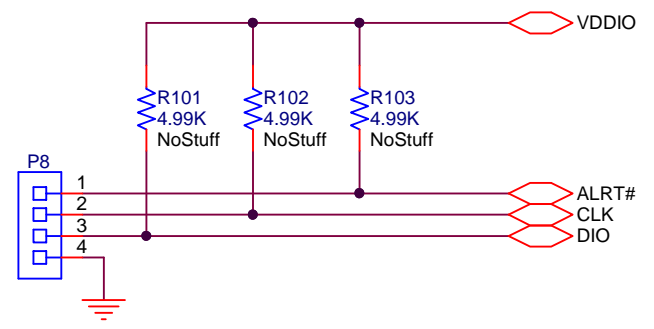 VDDIO
R101
4.99K
NoStuff
R102
4.99K
NoStuff
R103
4.99K
NoStuff
P8
1
2
3
4
ALRT#
CLK
DIO